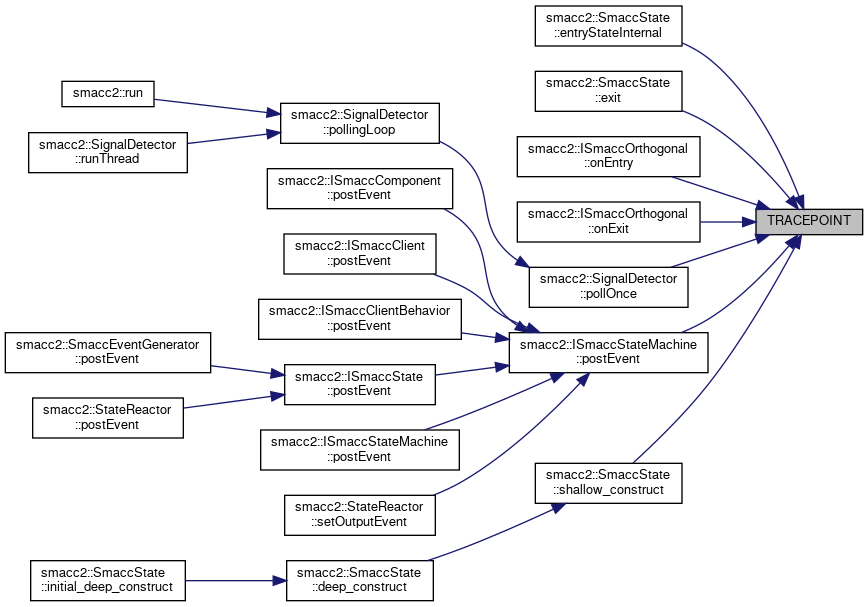 smacc2::SmaccState
::entryStateInternal
smacc2::SmaccState
::exit
smacc2::run
smacc2::SignalDetector
::pollingLoop
smacc2::SignalDetector
::runThread
smacc2::ISmaccOrthogonal
::onEntry
smacc2::ISmaccComponent
::postEvent
smacc2::ISmaccOrthogonal
::onExit
TRACEPOINT
smacc2::ISmaccClient
::postEvent
smacc2::SignalDetector
::pollOnce
smacc2::ISmaccClientBehavior
::postEvent
smacc2::SmaccEventGenerator
::postEvent
smacc2::ISmaccStateMachine
::postEvent
smacc2::ISmaccState
::postEvent
smacc2::StateReactor
::postEvent
smacc2::ISmaccStateMachine
::postEvent
smacc2::SmaccState
::shallow_construct
smacc2::StateReactor
::setOutputEvent
smacc2::SmaccState
::initial_deep_construct
smacc2::SmaccState
::deep_construct